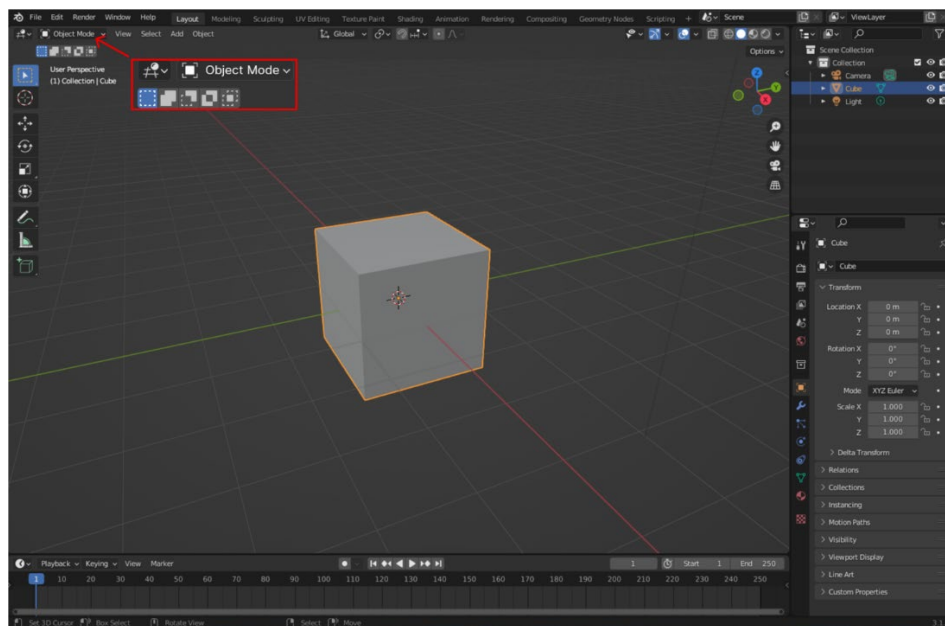 File Edit Render Window Help Layout Modeling Sculpting UV Editing Texture Paint Shading Animation Rendering Compositing Geometry Nodes Scripting + Scene ViewLayer
Object Mode View Select Add Object Global
Options
User Perspective
(1) Collection | Cube
Object Mode
Z
Y
X
Scene Collection
Collection
Camera
Cube
Light
Cube
Cube
Transform
Location X 0 m
Y 0 m
Z 0 m
Rotation X 0°
Y 0°
Z 0°
Mode XYZ Euler
Scale X 1.000
Y 1.000
Z 1.000
Delta Transform
Relations
Collections
Instancing
Motion Paths
Visibility
Viewport Display
Line Art
Custom Properties
Playback Keying View Marker 1 Start 1 End 250
1 10 20 30 40 50 60 70 80 90 100 110 120 130 140 150 160 170 180 190 200 210 220 230 240 250
Set 3D Cursor Box Select Rotate View Select Move